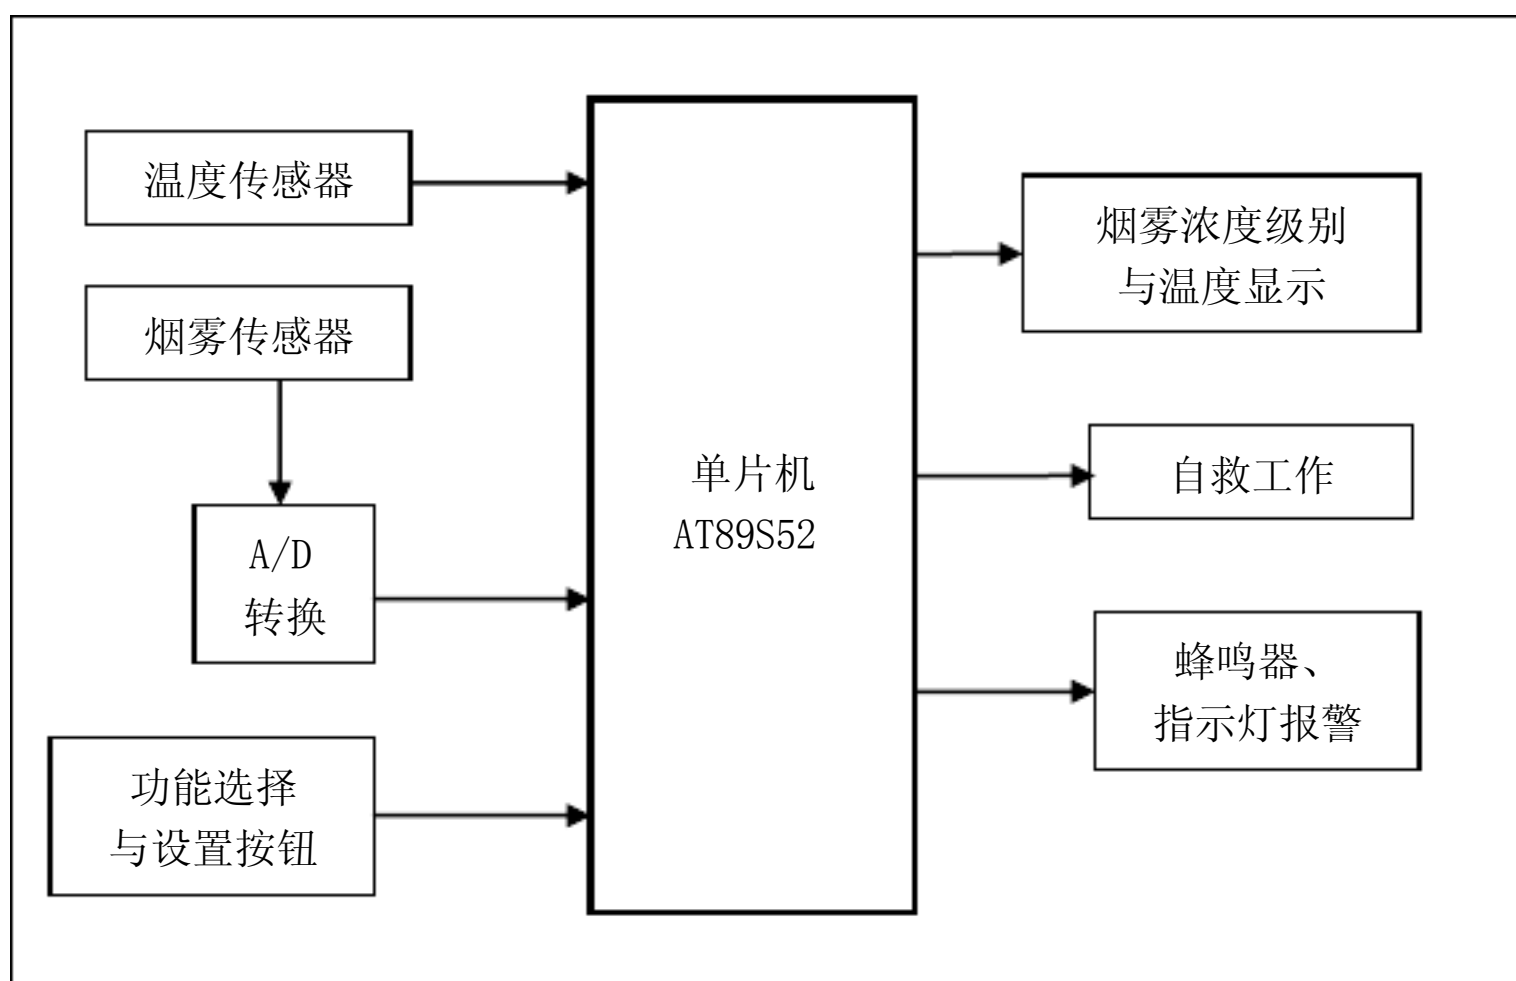 温度传感器
烟雾传感器
A/D
转换
功能选择
与设置按钮
单片机
AT89S52
烟雾浓度级别
与温度显示
自救工作
蜂鸣器、
指示灯报警